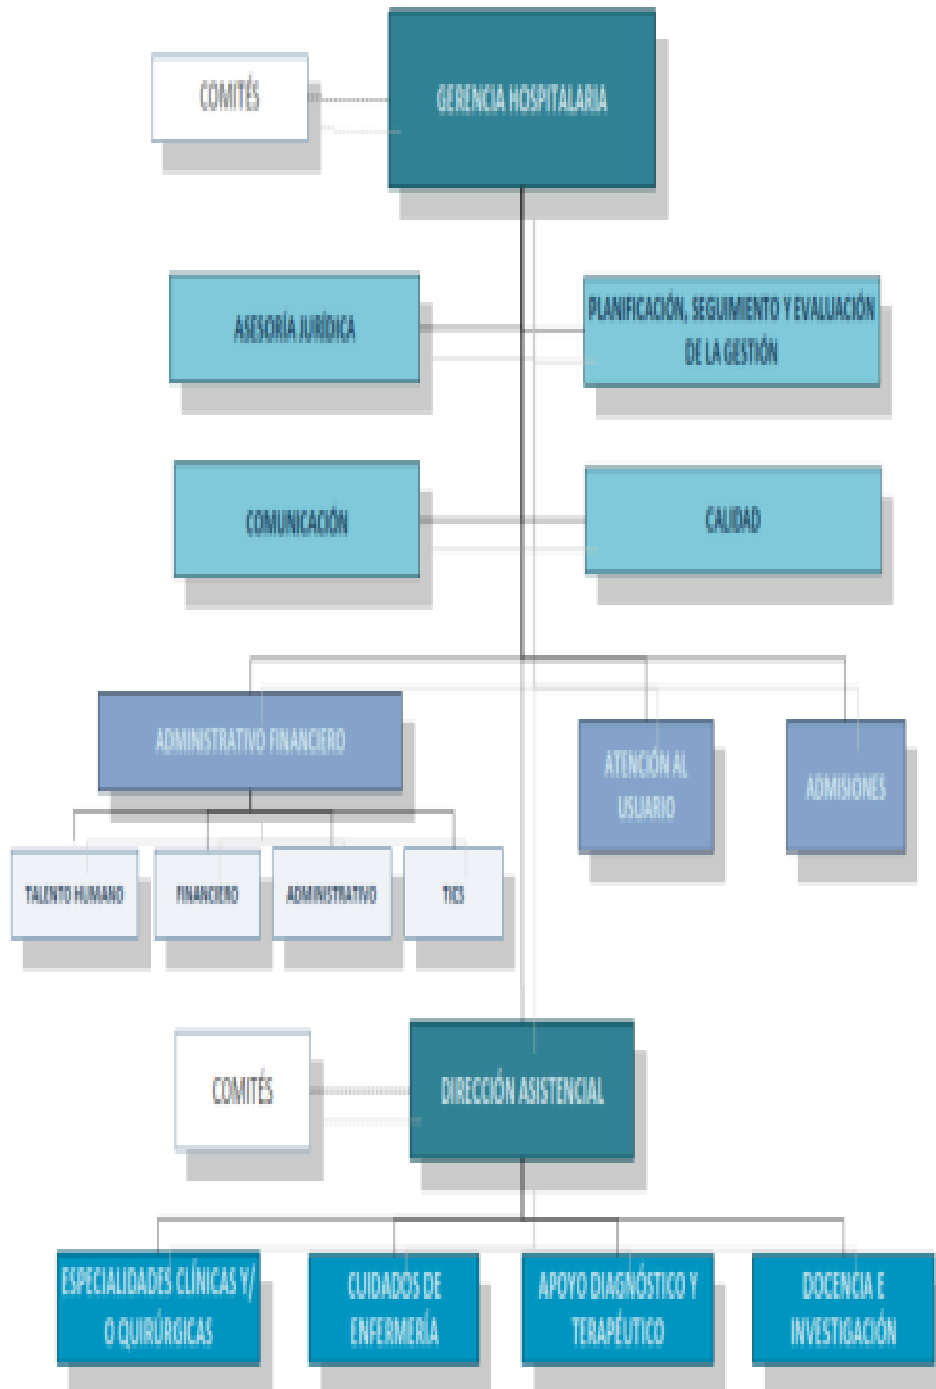 COMITÉS
GERENCIA HOSPITALARIA
ASESORÍA JURÍDICA
PLANIFICACIÓN, SEGUIMIENTO Y EVALUACIÓN
DE LA GESTIÓN
COMUNICACIÓN
CALIDAD
ADMINISTRATIVO FINANCIERO
ATENCIÓN AL
USUARIO
ADMISIONES
TALENTO HUMANO
FINANCIERO
ADMINISTRATIVO
TICS
COMITÉS
DIRECCIÓN ASISTENCIAL
ESPECIALIDADES CLÍNICAS Y/
O QUIRÚRGICAS
CUIDADOS DE
ENFERMERÍA
APOYO DIAGNÓSTICO Y
TERAPÉUTICO
DOCENCIA E
INVESTIGACIÓN